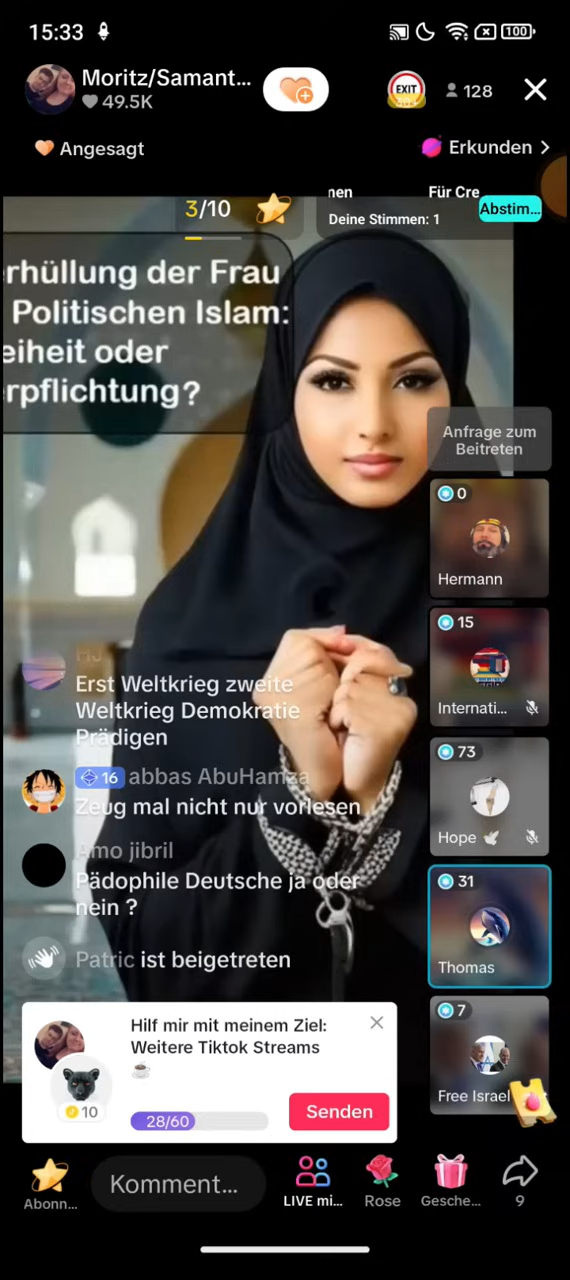 15:33
100
Moritz/Samant...
49.5K
EXIT
128
Angesagt
Erkunden
3/10
Für Cre
Deine Stimmen: 1
Abstim...
rhüllung der Frau
Politischen Islam:
eiheit oder
rpflichtung?
Anfrage zum
Beitreten
0
Hermann
15
Internati...
73
Hope
31
Thomas
7
Free Israel
HJ
Erst Weltkrieg zweite
Weltkrieg Demokratie
Prädigen
16 abbas AbuHamza
Zeug mal nicht nur vorlesen
Amo jibril
Pädophile Deutsche ja oder
nein ?
Patric ist beigetreten
Hilf mir mit meinem Ziel:
Weitere Tiktok Streams
10
28/60
Senden
Abonn...
Komment...
LIVE mi...
Rose
Gesche...
9